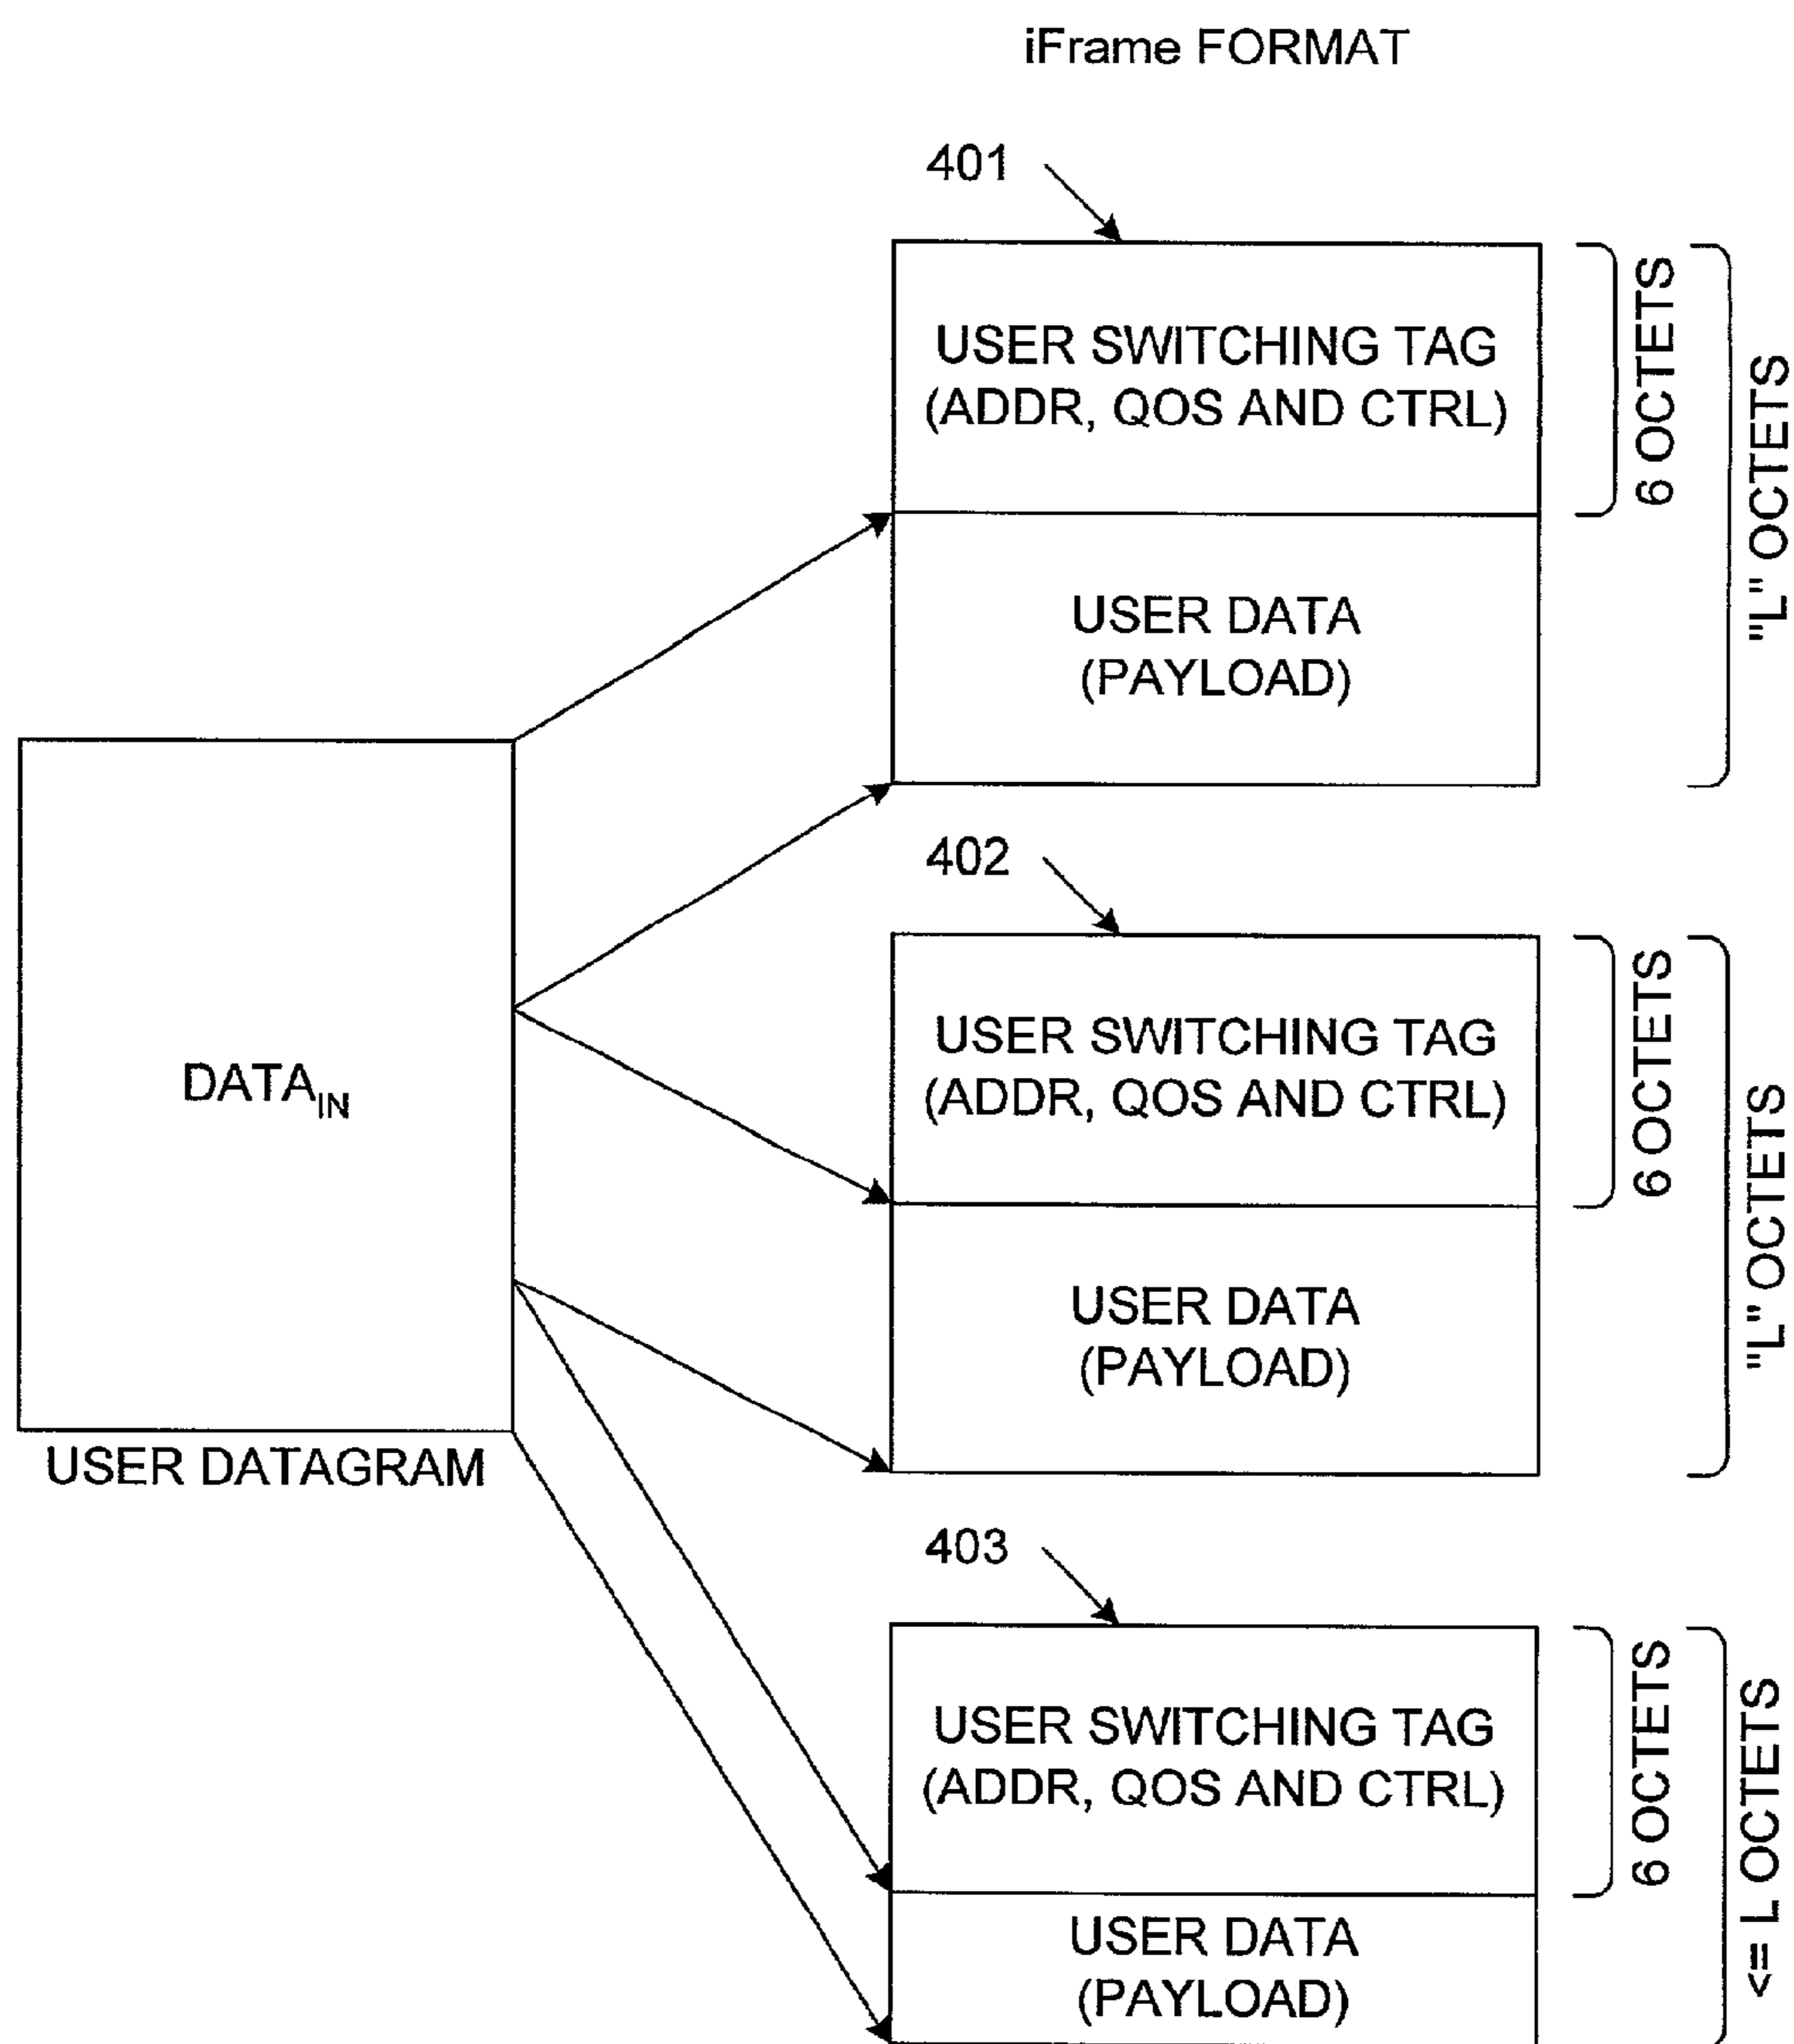 iFrame FORMAT
401
USER SWITCHING TAG
(ADDR, QOS AND CTRL)
6 OCTETS
"L" OCTETS
USER DATA
(PAYLOAD)
402
USER SWITCHING TAG
(ADDR, QOS AND CTRL)
6 OCTETS
"L" OCTETS
DATAIN
USER DATA
(PAYLOAD)
USER DATAGRAM
403
USER SWITCHING TAG
(ADDR, QOS AND CTRL)
6 OCTETS
<= L OCTETS
USER DATA
(PAYLOAD)